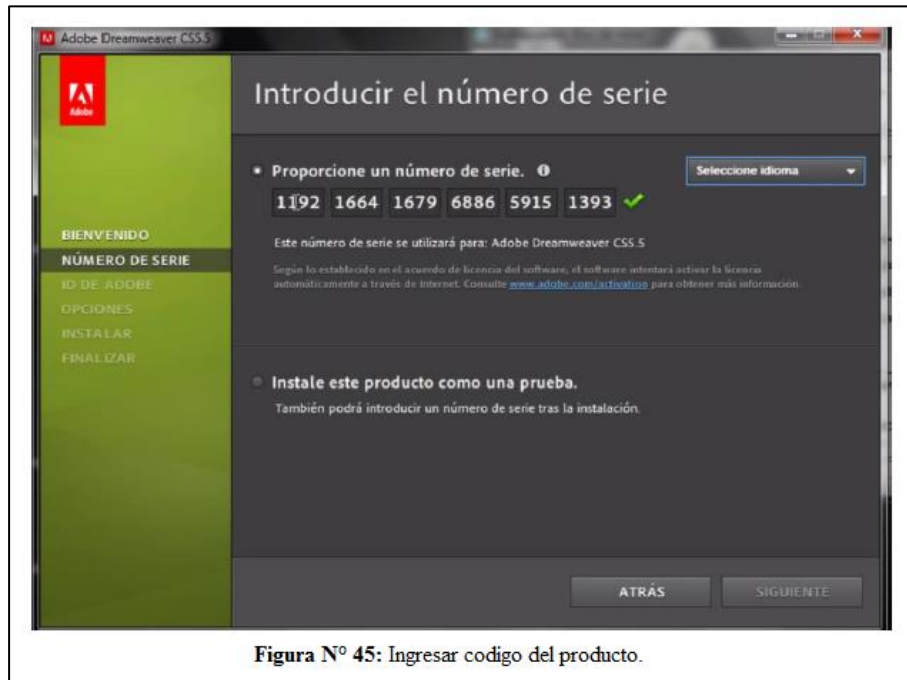 Adobe Dreamweaver CS5.5
Adobe
Introducir el número de serie
Proporcione un número de serie.
Seleccione idioma
1192 1664 1679 6886 5915 1393
Este número de serie se utilizará para: Adobe Dreamweaver CS5.5
Según lo establecido en el acuerdo de licencia del software, el software intentará activar la licencia
automáticamente a través de Internet. Consulte www.adobe.com/activation para obtener más información.
BIENVENIDO
NÚMERO DE SERIE
ID DE ADOBE
OPCIONES
INSTALAR
FINALIZAR
Instale este producto como una prueba.
También podrá introducir un número de serie tras la instalación.
ATRÁS
SIGUIENTE
Figura N° 45: Ingresar codigo del producto.